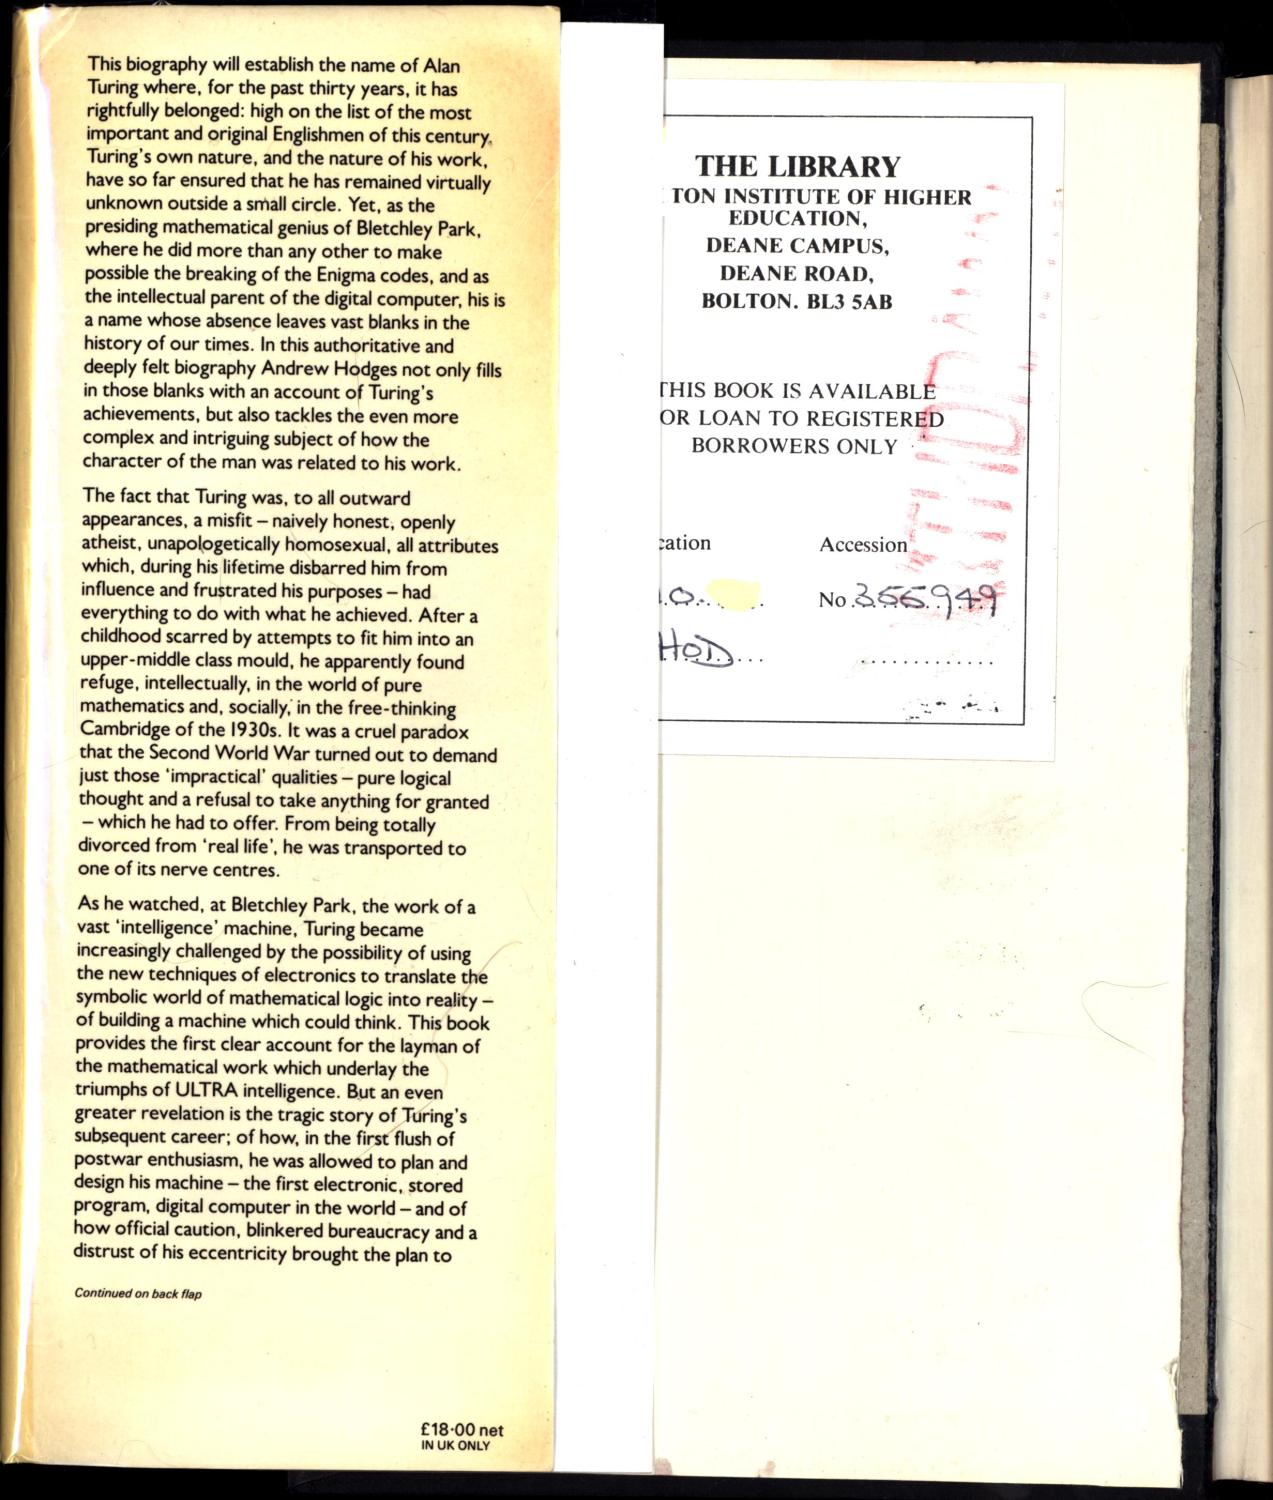 This biography will establish the name of Alan
Turing where, for the past thirty years, it has
rightfully belonged: high on the list of the most
important and original Englishmen of this century.
Turing's own nature, and the nature of his work,
have so far ensured that he has remained virtually
unknown outside a small circle. Yet, as the
presiding mathematical genius of Bletchley Park,
where he did more than any other to make
possible the breaking of the Enigma codes, and as
the intellectual parent of the digital computer, his is
a name whose absence leaves vast blanks in the
history of our times. In this authoritative and
deeply felt biography Andrew Hodges not only fills
in those blanks with an account of Turing's
achievements, but also tackles the even more
complex and intriguing subject of how the
character of the man was related to his work.
The fact that Turing was, to all outward
appearances, a misfit – naively honest, openly
atheist, unapologetically homosexual, all attributes
which, during his lifetime disbarred him from
influence and frustrated his purposes – had
everything to do with what he achieved. After a
childhood scarred by attempts to fit him into an
upper-middle class mould, he apparently found
refuge, intellectually, in the world of pure
mathematics and, socially, in the free-thinking
Cambridge of the 1930s. It was a cruel paradox
that the Second World War turned out to demand
just those 'impractical' qualities – pure logical
thought and a refusal to take anything for granted
– which he had to offer. From being totally
divorced from 'real life', he was transported to
one of its nerve centres.
As he watched, at Bletchley Park, the work of a
vast 'intelligence' machine, Turing became
increasingly challenged by the possibility of using
the new techniques of electronics to translate the
symbolic world of mathematical logic into reality –
of building a machine which could think. This book
provides the first clear account for the layman of
the mathematical work which underlay the
triumphs of ULTRA intelligence. But an even
greater revelation is the tragic story of Turing's
subsequent career; of how, in the first flush of
postwar enthusiasm, he was allowed to plan and
design his machine – the first electronic, stored
program, digital computer in the world – and of
how official caution, blinkered bureaucracy and a
distrust of his eccentricity brought the plan to
Continued on back flap
£18·00 net
IN UK ONLY
THE LIBRARY
TON INSTITUTE OF HIGHER
EDUCATION,
DEANE CAMPUS,
DEANE ROAD,
BOLTON. BL3 5AB
THIS BOOK IS AVAILABLE
OR LOAN TO REGISTERED
BORROWERS ONLY
cation Accession
No 355949
HOD